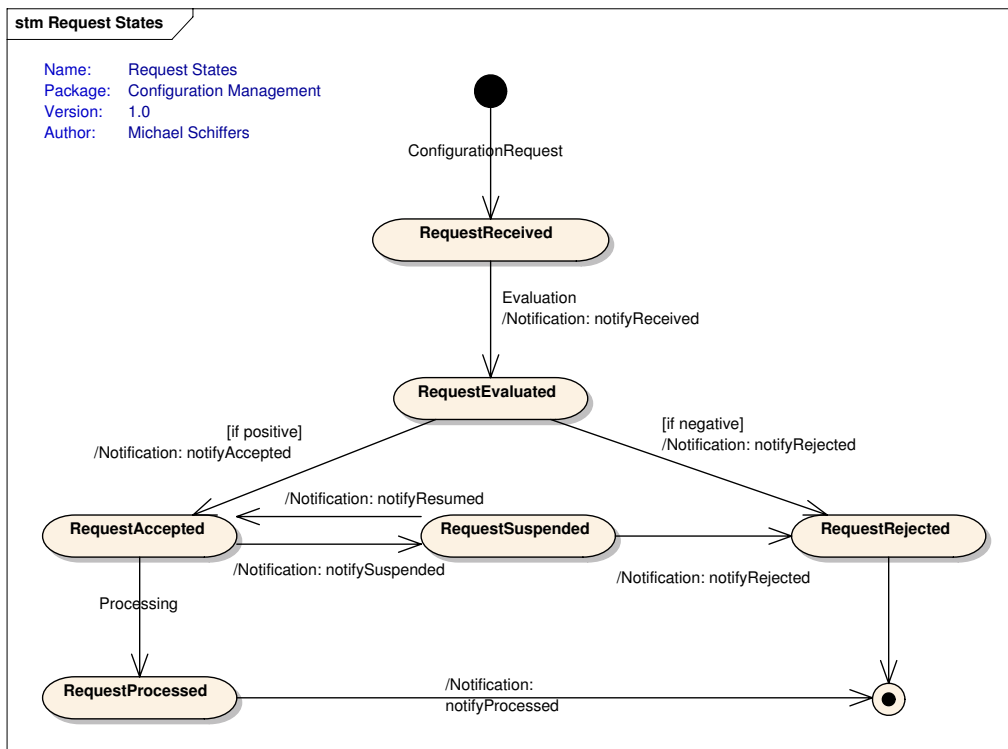 stm Request States
Name: Request States
Package: Configuration Management
Version: 1.0
Author: Michael Schiffers
ConfigurationRequest
RequestReceived
Evaluation
/Notification: notifyReceived
RequestEvaluated
[if positive]
/Notification: notifyAccepted
[if negative]
/Notification: notifyRejected
/Notification: notifyResumed
RequestAccepted
RequestSuspended
RequestRejected
/Notification: notifySuspended
/Notification: notifyRejected
Processing
RequestProcessed
/Notification:
notifyProcessed